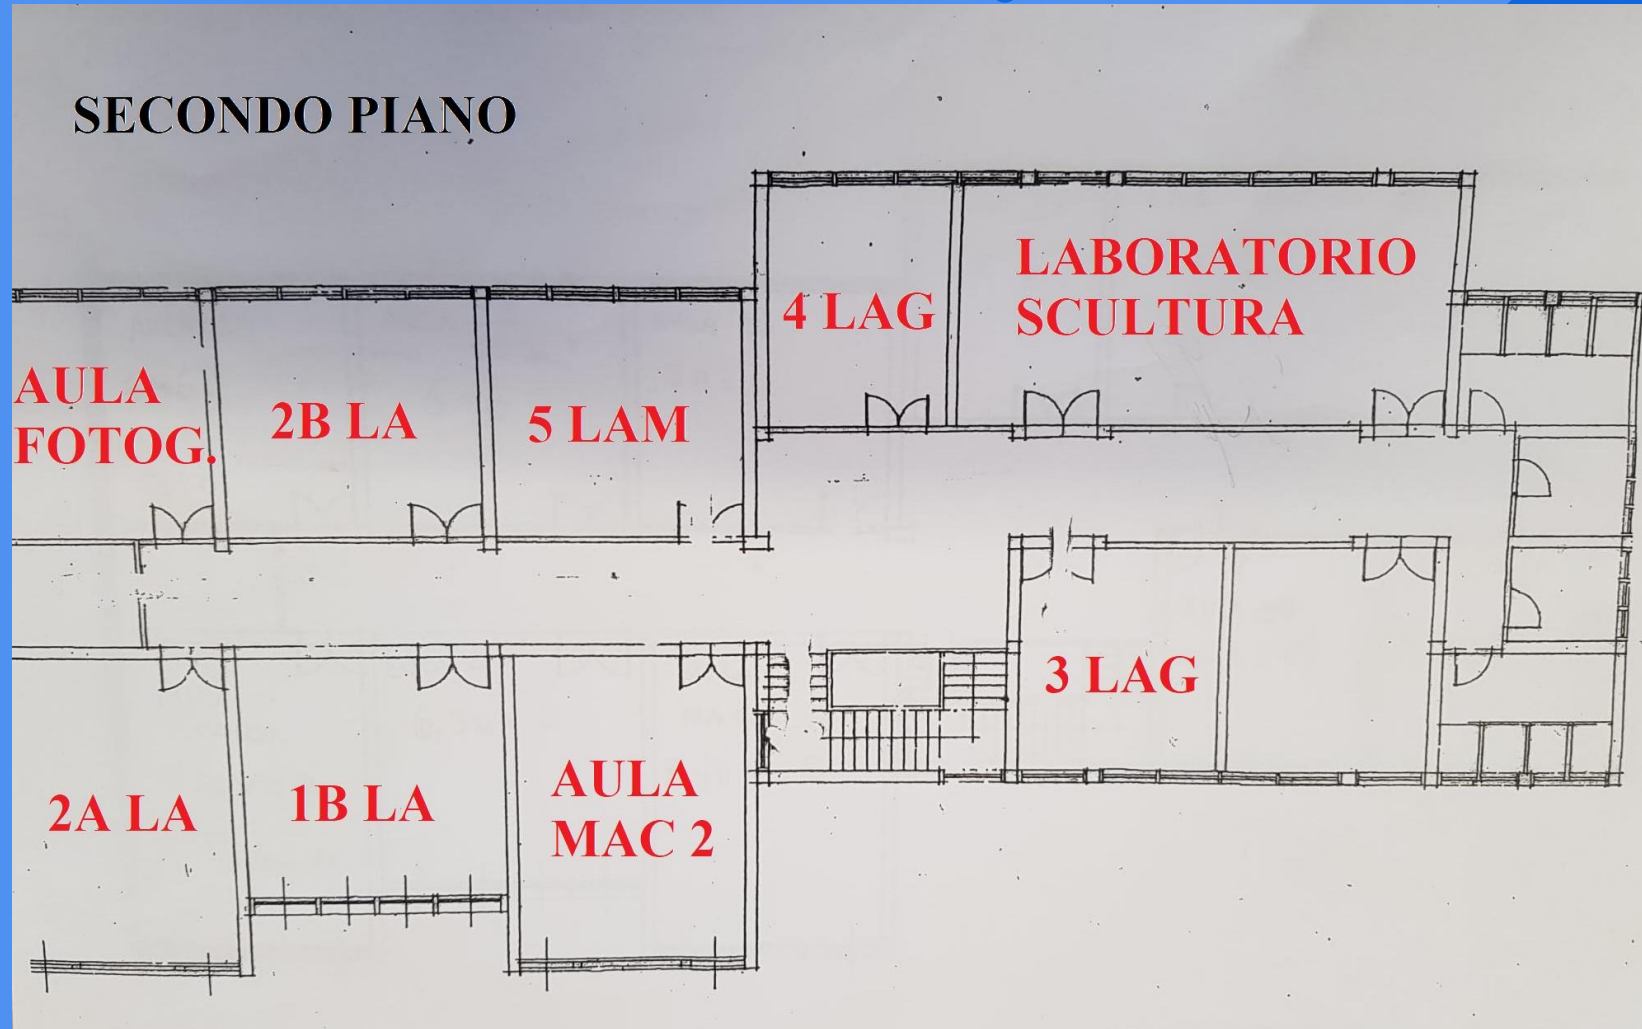 SECONDO PIANO
LABORATORIO
SCULTURA
4 LAG
AULA
FOTOG.
2B LA
5 LAM
3 LAG
2A LA
1B LA
AULA
MAC 2